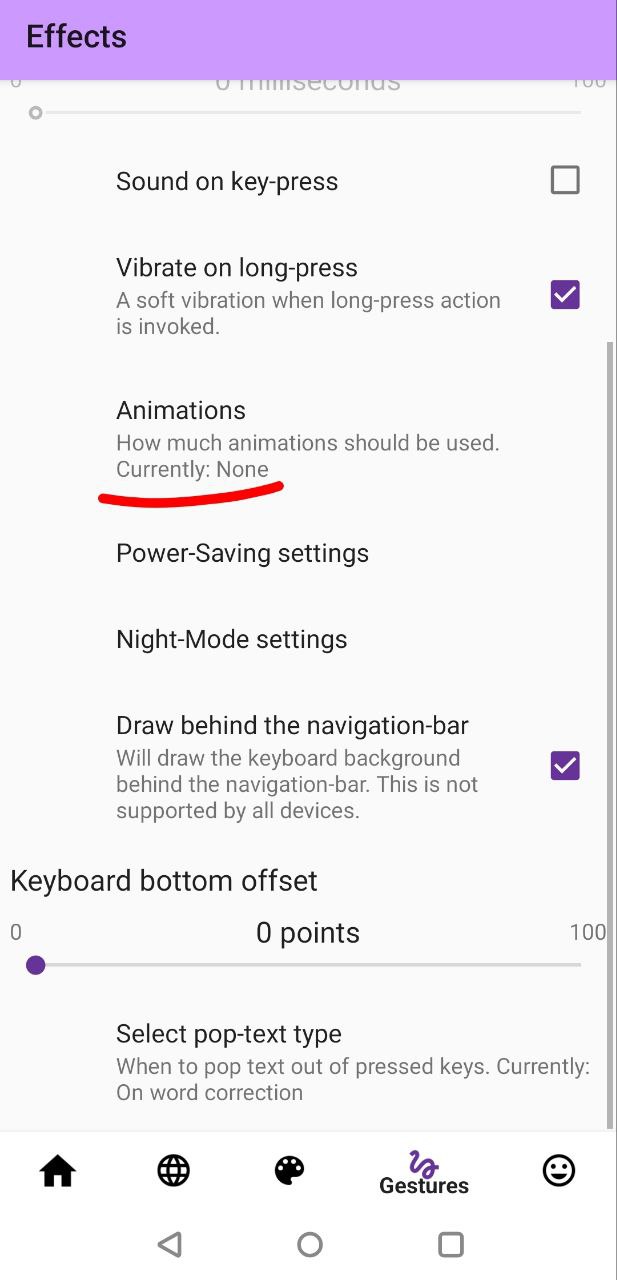 Effects
0 0 milliseconds 100
Sound on key-press
Vibrate on long-press
A soft vibration when long-press action
is invoked.
Animations
How much animations should be used.
Currently: None
Power-Saving settings
Night-Mode settings
Draw behind the navigation-bar
Will draw the keyboard background
behind the navigation-bar. This is not
supported by all devices.
Keyboard bottom offset
0 0 points 100
Select pop-text type
When to pop text out of pressed keys. Currently:
On word correction
Gestures